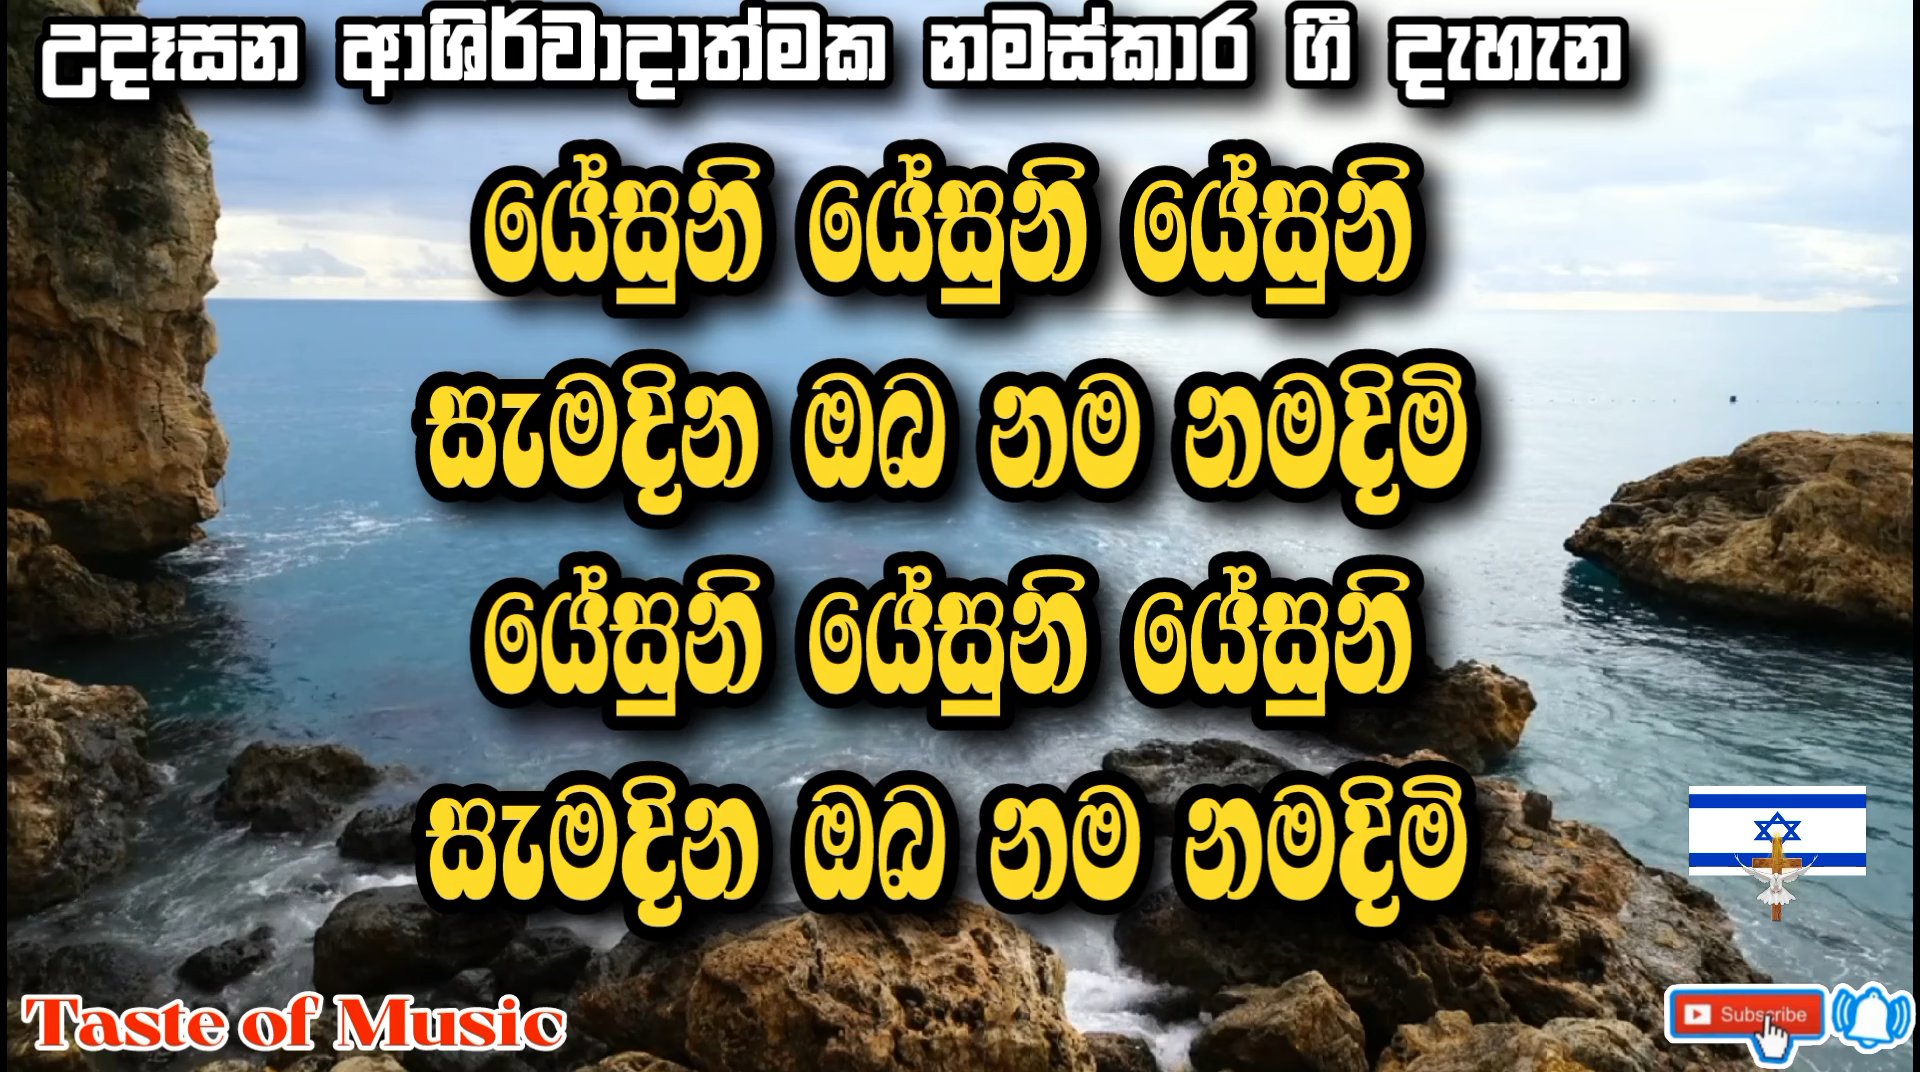 උදෑසන ආශිර්වාදාත්මක නමස්කාර ගී දැහැන
යේසුනි යේසුනි යේසුනි
සැමදින ඔබ නම නමදිමි
යේසුනි යේසුනි යේසුනි
සැමදින ඔබ නම නමදිමි
Taste of Music
Subscribe